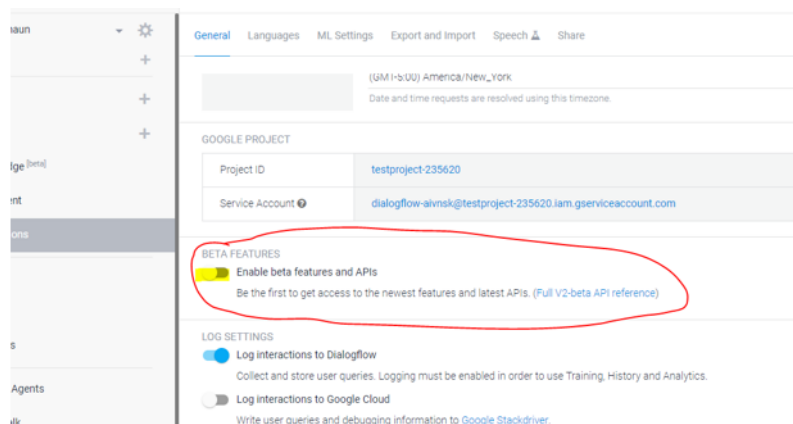 General Languages ML Settings Export and Import Speech Share
(GMT-5:00) America/New_York
Date and time requests are resolved using this timezone.
GOOGLE PROJECT
Project ID testproject-235620
Service Account dialogflow-aivnsk@testproject-235620.iam.gserviceaccount.com
[beta]
BETA FEATURES
Enable beta features and APIs
Be the first to get access to the newest features and latest APIs. (Full V2-beta API reference)
LOG SETTINGS
Log interactions to Dialogflow
Collect and store user queries. Logging must be enabled in order to use Training, History and Analytics.
Agents
Log interactions to Google Cloud
Write user queries and debugging information to Google Stackdriver.